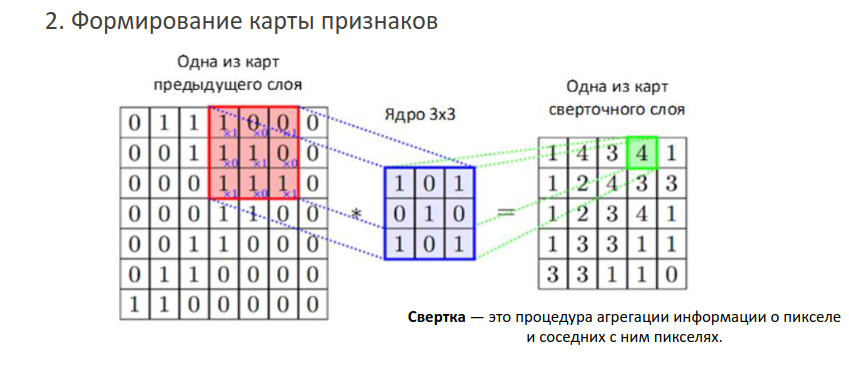 2. Формирование карты признаков
Одна из карт
предыдущего слоя
Ядро 3x3
Одна из карт
сверточного слоя
0 1 1 1 0 0 0
×1 ×0 ×1
0 0 1 1 1 0 0
×0 ×1 ×0
0 0 0 1 1 1 0
×1 ×0 ×1
0 0 0 1 1 0 0
0 0 1 1 0 0 0
0 1 1 0 0 0 0
1 1 0 0 0 0 0
*
1 0 1
0 1 0
1 0 1
=
1 4 3 4 1
1 2 4 3 3
1 2 3 4 1
1 3 3 1 1
3 3 1 1 0
Свертка — это процедура агрегации информации о пикселе
и соседних с ним пикселях.